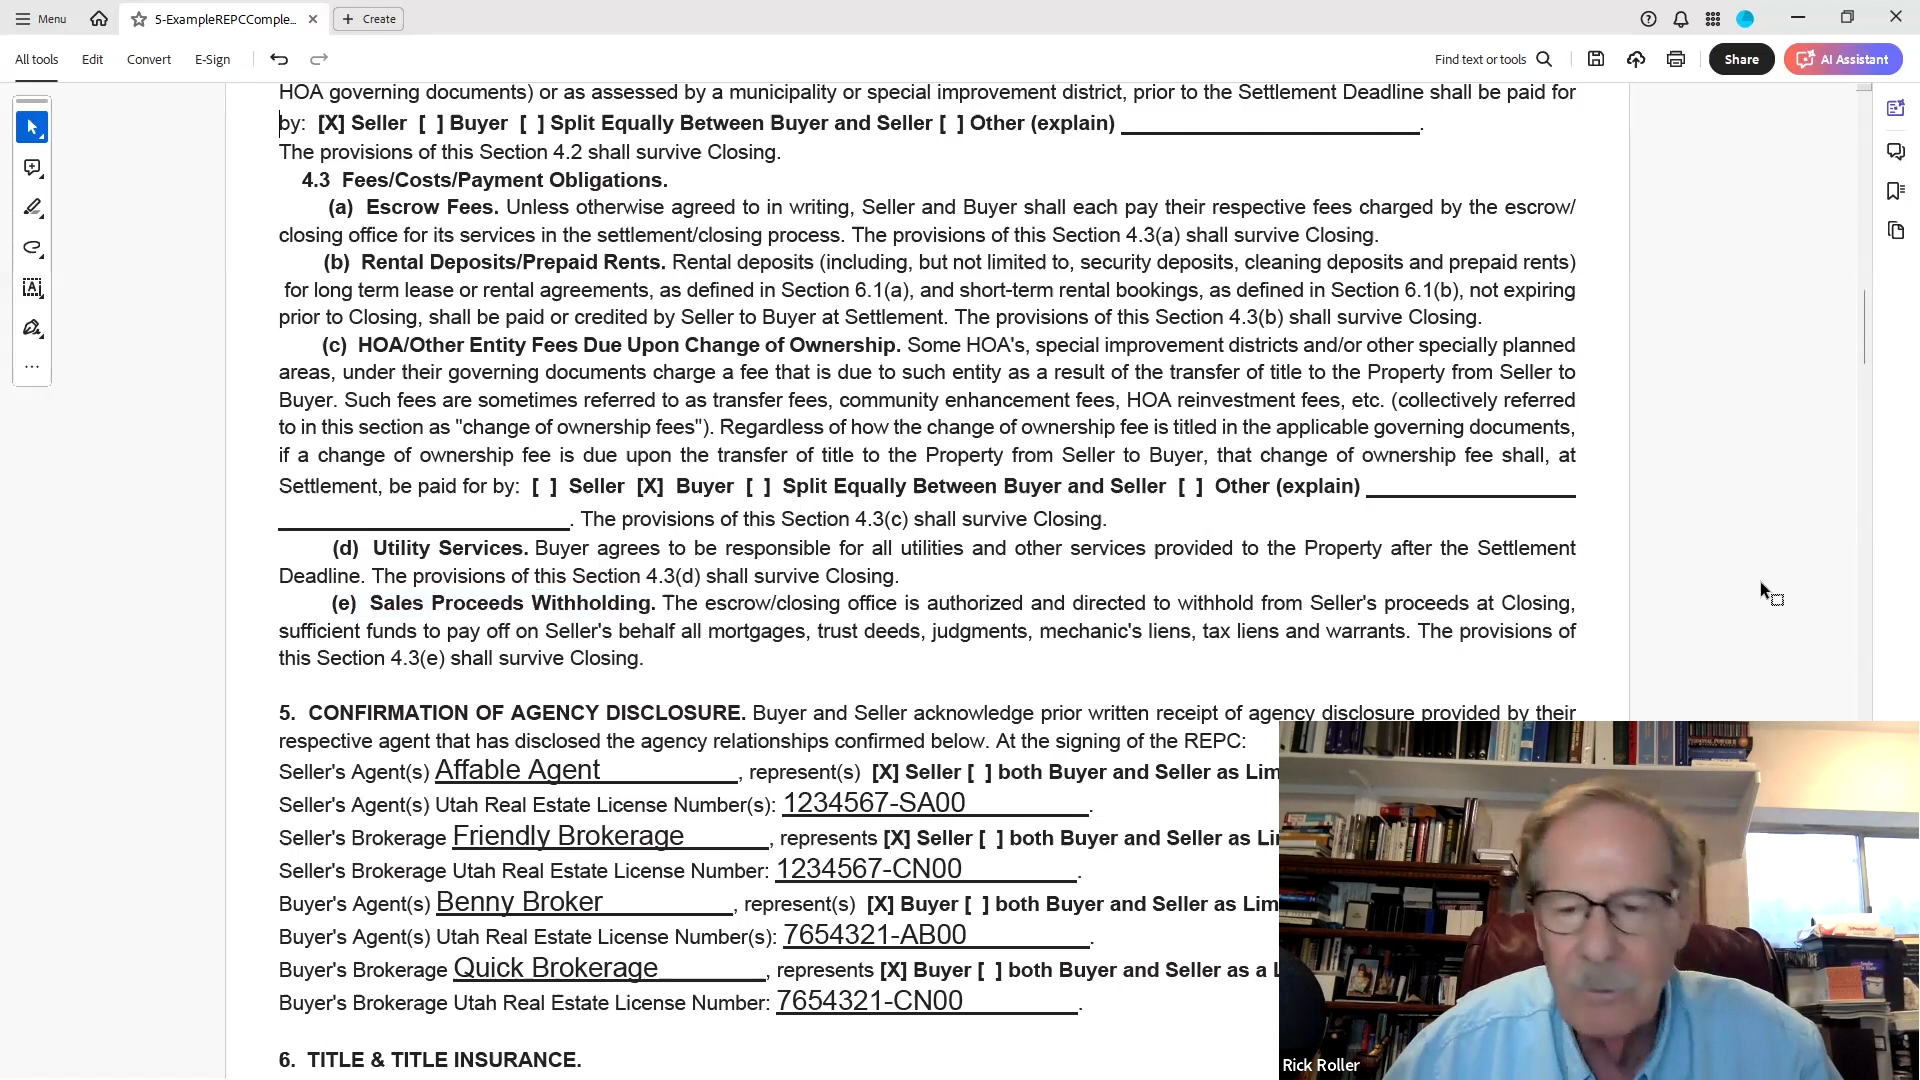 Menu
5-ExampleREPCComple...
Create
All tools
Edit
Convert
E-Sign
Find text or tools
Share
AI Assistant
HOA governing documents) or as assessed by a municipality or special improvement district, prior to the Settlement Deadline shall be paid for
by: [X] Seller [ ] Buyer [ ] Split Equally Between Buyer and Seller [ ] Other (explain) ____________________.
The provisions of this Section 4.2 shall survive Closing.
4.3 Fees/Costs/Payment Obligations.
(a) Escrow Fees. Unless otherwise agreed to in writing, Seller and Buyer shall each pay their respective fees charged by the escrow/
closing office for its services in the settlement/closing process. The provisions of this Section 4.3(a) shall survive Closing.
(b) Rental Deposits/Prepaid Rents. Rental deposits (including, but not limited to, security deposits, cleaning deposits and prepaid rents)
for long term lease or rental agreements, as defined in Section 6.1(a), and short-term rental bookings, as defined in Section 6.1(b), not expiring
prior to Closing, shall be paid or credited by Seller to Buyer at Settlement. The provisions of this Section 4.3(b) shall survive Closing.
(c) HOA/Other Entity Fees Due Upon Change of Ownership. Some HOA's, special improvement districts and/or other specially planned
areas, under their governing documents charge a fee that is due to such entity as a result of the transfer of title to the Property from Seller to
Buyer. Such fees are sometimes referred to as transfer fees, community enhancement fees, HOA reinvestment fees, etc. (collectively referred
to in this section as "change of ownership fees"). Regardless of how the change of ownership fee is titled in the applicable governing documents,
if a change of ownership fee is due upon the transfer of title to the Property from Seller to Buyer, that change of ownership fee shall, at
Settlement, be paid for by: [ ] Seller [X] Buyer [ ] Split Equally Between Buyer and Seller [ ] Other (explain) ______________
____________________. The provisions of this Section 4.3(c) shall survive Closing.
(d) Utility Services. Buyer agrees to be responsible for all utilities and other services provided to the Property after the Settlement
Deadline. The provisions of this Section 4.3(d) shall survive Closing.
(e) Sales Proceeds Withholding. The escrow/closing office is authorized and directed to withhold from Seller's proceeds at Closing,
sufficient funds to pay off on Seller's behalf all mortgages, trust deeds, judgments, mechanic's liens, tax liens and warrants. The provisions of
this Section 4.3(e) shall survive Closing.
5. CONFIRMATION OF AGENCY DISCLOSURE. Buyer and Seller acknowledge prior written receipt of agency disclosure provided by their
respective agent that has disclosed the agency relationships confirmed below. At the signing of the REPC:
Seller's Agent(s) Affable Agent, represent(s) [X] Seller [ ] both Buyer and Seller as Lim
Seller's Agent(s) Utah Real Estate License Number(s): 1234567-SA00.
Seller's Brokerage Friendly Brokerage, represents [X] Seller [ ] both Buyer and Seller as Li
Seller's Brokerage Utah Real Estate License Number: 1234567-CN00.
Buyer's Agent(s) Benny Broker, represent(s) [X] Buyer [ ] both Buyer and Seller as Lim
Buyer's Agent(s) Utah Real Estate License Number(s): 7654321-AB00.
Buyer's Brokerage Quick Brokerage, represents [X] Buyer [ ] both Buyer and Seller as a L
Buyer's Brokerage Utah Real Estate License Number: 7654321-CN00.
6. TITLE & TITLE INSURANCE.
Rick Roller